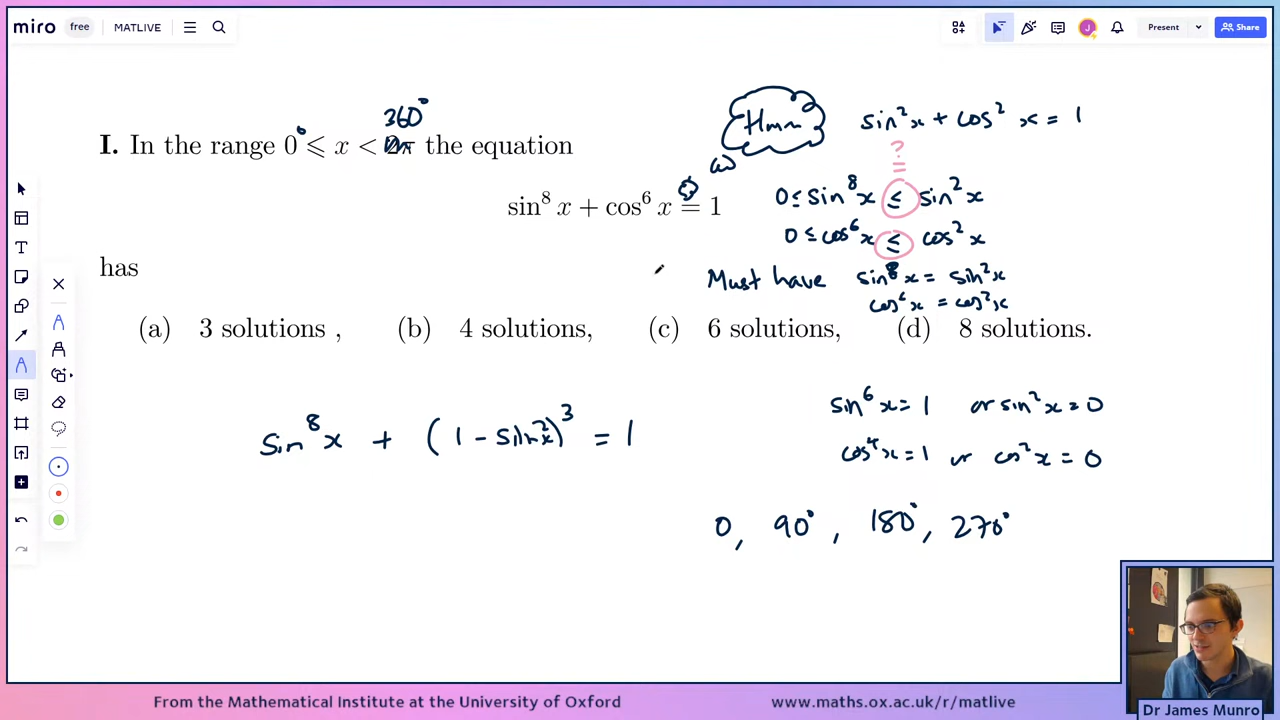 miro free MATLIVE
J Present Share
Hmm
sin²x + cos² x = 1
360°
I. In the range 0° ⩽ x < 2π the equation
?
sin⁸ x + cos⁶ x = 1
0 ≤ sin⁸x ≤ sin²x
0 ≤ cos⁶x ≤ cos²x
has
Must have sin⁸x = sin²x
cos⁶x = cos²x
(a) 3 solutions , (b) 4 solutions, (c) 6 solutions, (d) 8 solutions.
sin⁶x = 1 or sin²x = 0
sin⁸x + (1 - sin²x)³ = 1
cos⁴x = 1 or cos²x = 0
0, 90°, 180°, 270°
From the Mathematical Institute at the University of Oxford www.maths.ox.ac.uk/r/matlive
Dr James Munro